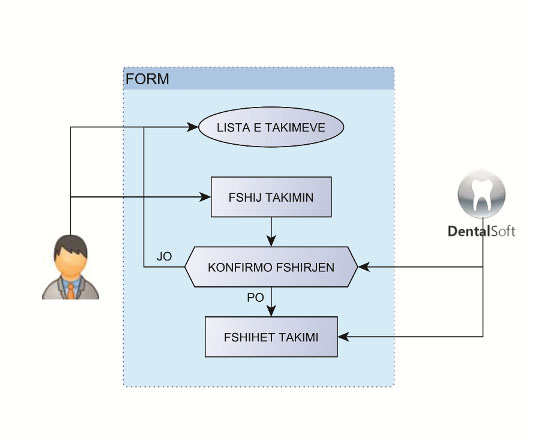 FORM
LISTA E TAKIMEVE
FSHIJ TAKIMIN
DentalSoft
JO
KONFIRMO FSHIRJEN
PO
FSHIHET TAKIMI